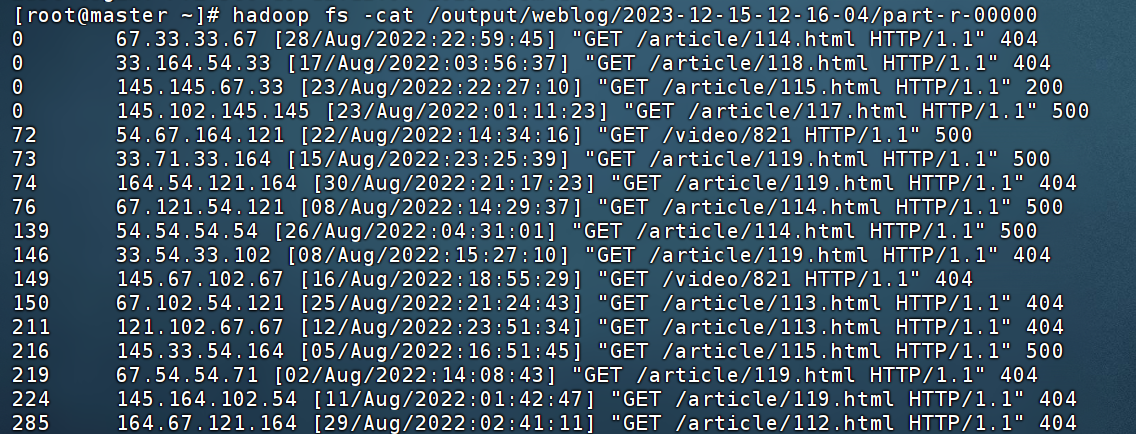 [root@master ~]# hadoop fs -cat /output/weblog/2023-12-15-12-16-04/part-r-00000
0	67.33.33.67 [28/Aug/2022:22:59:45] "GET /article/114.html HTTP/1.1" 404
0	33.164.54.33 [17/Aug/2022:03:56:37] "GET /article/118.html HTTP/1.1" 404
0	145.145.67.33 [23/Aug/2022:22:27:10] "GET /article/115.html HTTP/1.1" 200
0	145.102.145.145 [23/Aug/2022:01:11:23] "GET /article/117.html HTTP/1.1" 500
72	54.67.164.121 [22/Aug/2022:14:34:16] "GET /video/821 HTTP/1.1" 500
73	33.71.33.164 [15/Aug/2022:23:25:39] "GET /article/119.html HTTP/1.1" 500
74	164.54.121.164 [30/Aug/2022:21:17:23] "GET /article/119.html HTTP/1.1" 404
76	67.121.54.121 [08/Aug/2022:14:29:37] "GET /article/114.html HTTP/1.1" 500
139	54.54.54.54 [26/Aug/2022:04:31:01] "GET /article/114.html HTTP/1.1" 500
146	33.54.33.102 [08/Aug/2022:15:27:10] "GET /article/119.html HTTP/1.1" 404
149	145.67.102.67 [16/Aug/2022:18:55:29] "GET /video/821 HTTP/1.1" 404
150	67.102.54.121 [25/Aug/2022:21:24:43] "GET /article/113.html HTTP/1.1" 404
211	121.102.67.67 [12/Aug/2022:23:51:34] "GET /article/113.html HTTP/1.1" 404
216	145.33.54.164 [05/Aug/2022:16:51:45] "GET /article/115.html HTTP/1.1" 500
219	67.54.54.71 [02/Aug/2022:14:08:43] "GET /article/119.html HTTP/1.1" 404
224	145.164.102.54 [11/Aug/2022:01:42:47] "GET /article/119.html HTTP/1.1" 404
285	164.67.121.164 [29/Aug/2022:02:41:11] "GET /article/112.html HTTP/1.1" 404